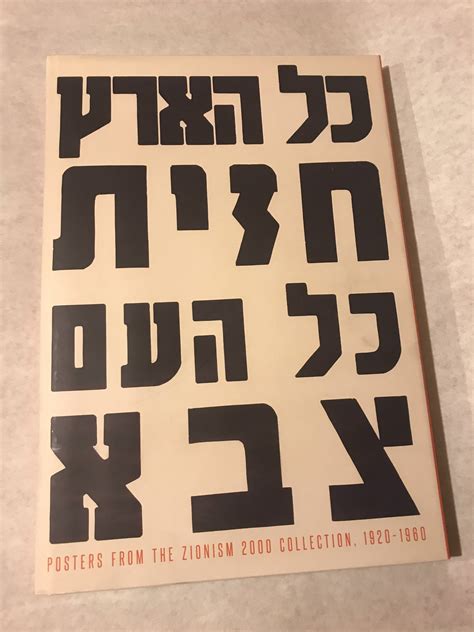 כל הארץ
חזית
כל העם
צבא
POSTERS FROM THE ZIONISM 2000 COLLECTION, 1920-1960